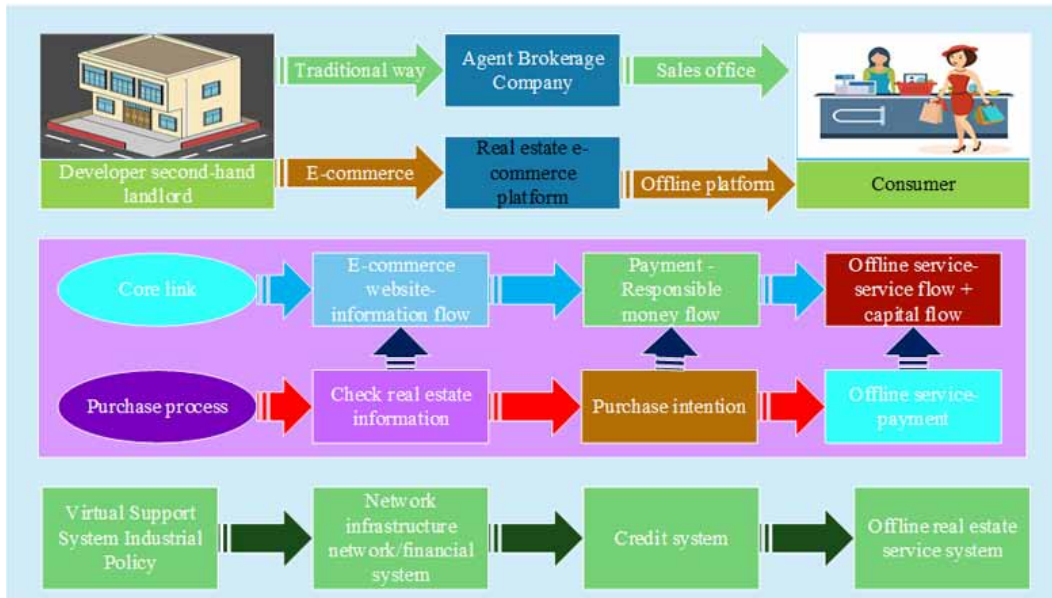 Traditional way
Agent Brokerage
Company
Sales office
Developer second-hand
landlord
E-commerce
Real estate e-
commerce
platform
Offline platform
Consumer
Core link
E-commerce
website-
information flow
Payment -
Responsible
money flow
Offline service-
service flow +
capital flow
Purchase process
Check real estate
information
Purchase intention
Offline service-
payment
Virtual Support
System Industrial
Policy
Network
infrastructure
network/financial
system
Credit system
Offline real estate
service system